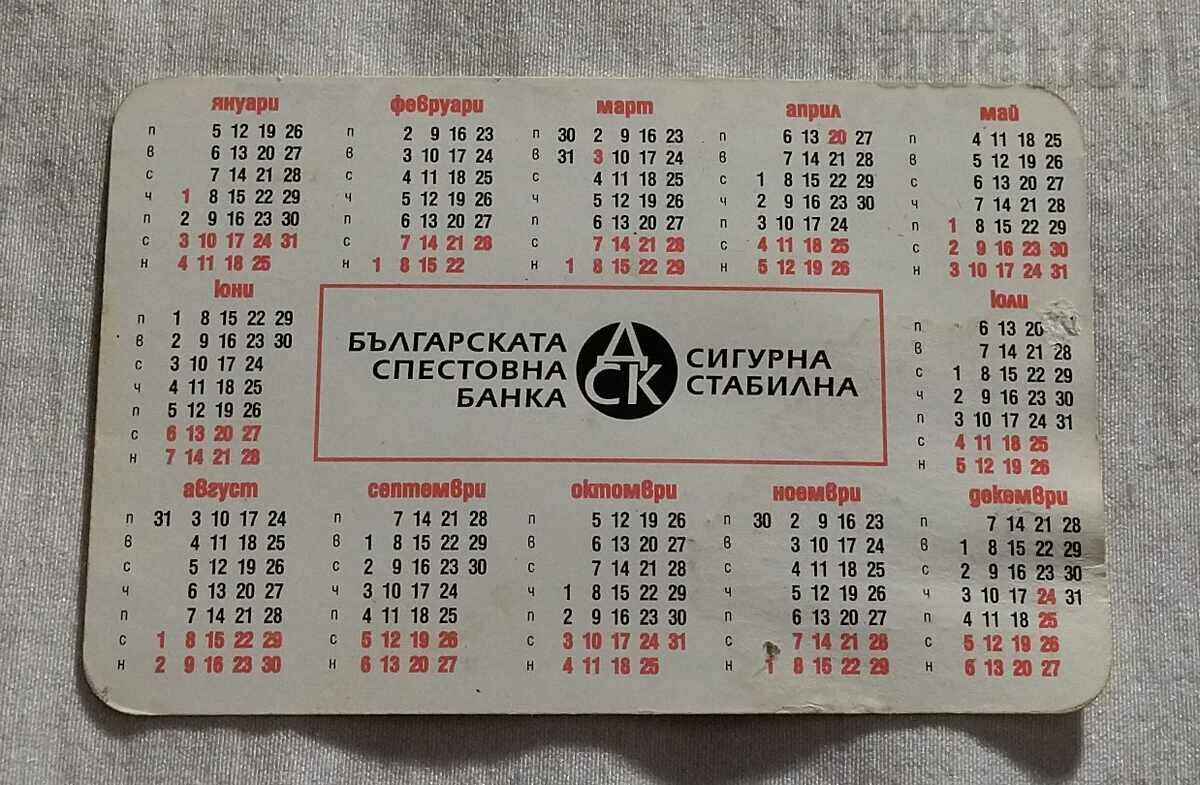 януари
п 5 12 19 26
в 6 13 20 27
с 7 14 21 28
ч 1 8 15 22 29
п 2 9 16 23 30
с 3 10 17 24 31
н 4 11 18 25
февруари
п 2 9 16 23
в 3 10 17 24
с 4 11 18 25
ч 5 12 19 26
п 6 13 20 27
с 7 14 21 28
н 1 8 15 22
март
п 30 2 9 16 23
в 31 3 10 17 24
с 4 11 18 25
ч 5 12 19 26
п 6 13 20 27
с 7 14 21 28
н 1 8 15 22 29
април
п 6 13 20 27
в 7 14 21 28
с 1 8 15 22 29
ч 2 9 16 23 30
п 3 10 17 24
с 4 11 18 25
н 5 12 19 26
май
п 4 11 18 25
в 5 12 19 26
с 6 13 20 27
ч 7 14 21 28
п 1 8 15 22 29
с 2 9 16 23 30
н 3 10 17 24 31
юни
п 1 8 15 22 29
в 2 9 16 23 30
с 3 10 17 24
ч 4 11 18 25
п 5 12 19 26
с 6 13 20 27
н 7 14 21 28
БЪЛГАРСКАТА
СПЕСТОВНА
БАНКА
ДСК
СИГУРНА
СТАБИЛНА
юли
п 6 13 20
в 7 14 21 28
с 1 8 15 22 29
ч 2 9 16 23 30
п 3 10 17 24 31
с 4 11 18 25
н 5 12 19 26
август
п 31 3 10 17 24
в 4 11 18 25
с 5 12 19 26
ч 6 13 20 27
п 7 14 21 28
с 1 8 15 22 29
н 2 9 16 23 30
септември
п 7 14 21 28
в 1 8 15 22 29
с 2 9 16 23 30
ч 3 10 17 24
п 4 11 18 25
с 5 12 19 26
н 6 13 20 27
октомври
п 5 12 19 26
в 6 13 20 27
с 7 14 21 28
ч 1 8 15 22 29
п 2 9 16 23 30
с 3 10 17 24 31
н 4 11 18 25
ноември
п 30 2 9 16 23
в 3 10 17 24
с 4 11 18 25
ч 5 12 19 26
п 6 13 20 27
с 7 14 21 28
н 1 8 15 22 29
декември
п 7 14 21 28
в 1 8 15 22 29
с 2 9 16 23 30
ч 3 10 17 24 31
п 4 11 18 25
с 5 12 19 26
н 6 13 20 27